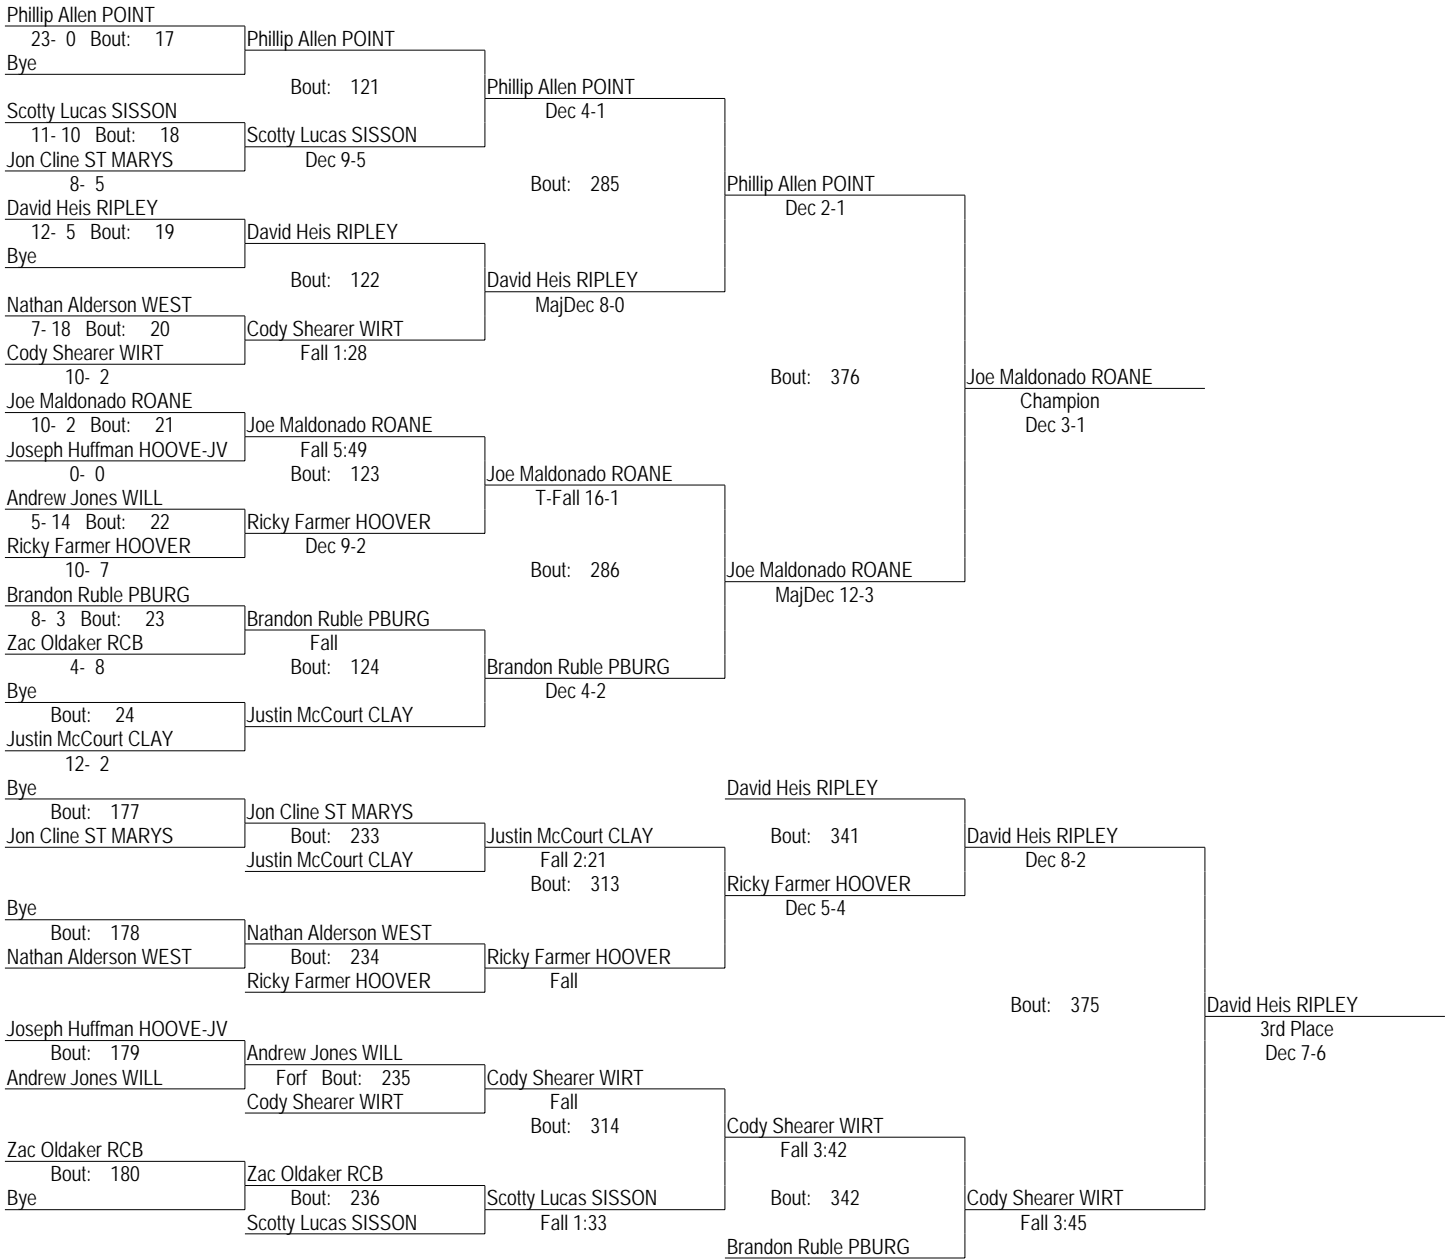 Phillip Allen POINT
23- 0 Bout: 17 Phillip Allen POINT
Bye
Bout: 121 Phillip Allen POINT
Scotty Lucas SISSON Dec 4-1
11- 10 Bout: 18 Scotty Lucas SISSON
Jon Cline ST MARYS Dec 9-5
8- 5 Bout: 285 Phillip Allen POINT
David Heis RIPLEY Dec 2-1
12- 5 Bout: 19 David Heis RIPLEY
Bye
Bout: 122 David Heis RIPLEY
Nathan Alderson WEST MajDec 8-0
7- 18 Bout: 20 Cody Shearer WIRT
Cody Shearer WIRT Fall 1:28
10- 2 Bout: 376 Joe Maldonado ROANE
Joe Maldonado ROANE Champion
10- 2 Bout: 21 Joe Maldonado ROANE Dec 3-1
Joseph Huffman HOOVE-JV Fall 5:49
0- 0 Bout: 123 Joe Maldonado ROANE
Andrew Jones WILL T-Fall 16-1
5- 14 Bout: 22 Ricky Farmer HOOVER
Ricky Farmer HOOVER Dec 9-2
10- 7 Bout: 286 Joe Maldonado ROANE
Brandon Ruble PBURG MajDec 12-3
8- 3 Bout: 23 Brandon Ruble PBURG
Zac Oldaker RCB Fall
4- 8 Bout: 124 Brandon Ruble PBURG
Bye Dec 4-2
Bout: 24 Justin McCourt CLAY
Justin McCourt CLAY
12- 2
Bye David Heis RIPLEY
Bout: 177 Jon Cline ST MARYS
Jon Cline ST MARYS Bout: 233 Justin McCourt CLAY Bout: 341 David Heis RIPLEY
Justin McCourt CLAY Fall 2:21 Dec 8-2
Bout: 313 Ricky Farmer HOOVER
Bye Dec 5-4
Bout: 178 Nathan Alderson WEST
Nathan Alderson WEST Bout: 234 Ricky Farmer HOOVER
Ricky Farmer HOOVER Fall
Bout: 375 David Heis RIPLEY
Joseph Huffman HOOVE-JV 3rd Place
Bout: 179 Andrew Jones WILL Dec 7-6
Andrew Jones WILL Forf Bout: 235 Cody Shearer WIRT
Cody Shearer WIRT Fall
Bout: 314 Cody Shearer WIRT
Zac Oldaker RCB Fall 3:42
Bout: 180 Zac Oldaker RCB
Bye Bout: 236 Scotty Lucas SISSON Bout: 342 Cody Shearer WIRT
Scotty Lucas SISSON Fall 1:33 Fall 3:45
Brandon Ruble PBURG